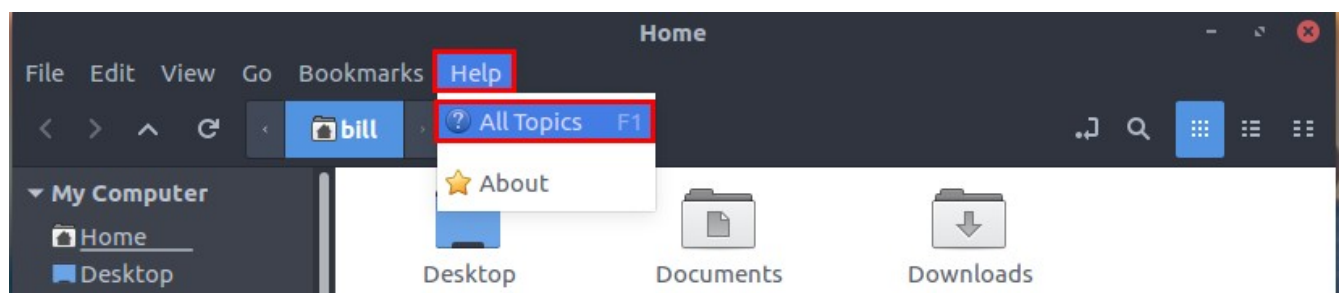 Home
File Edit View Go Bookmarks Help
bill
All Topics F1
About
My Computer
Home
Desktop
Desktop Documents Downloads